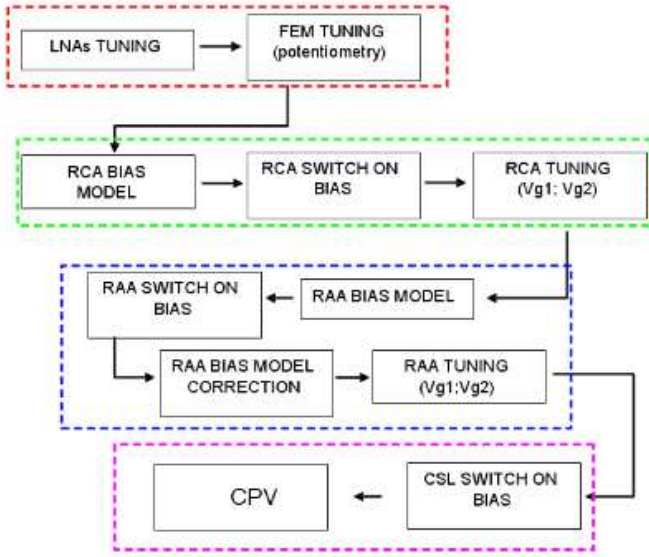 LNAs TUNING
FEM TUNING
(potentiometry)
RCA BIAS
MODEL
RCA SWITCH ON
BIAS
RCA TUNING
(Vg1; Vg2)
RAA SWITCH ON
BIAS
RAA BIAS MODEL
RAA BIAS MODEL
CORRECTION
RAA TUNING
(Vg1;Vg2)
CPV
CSL SWITCH ON
BIAS